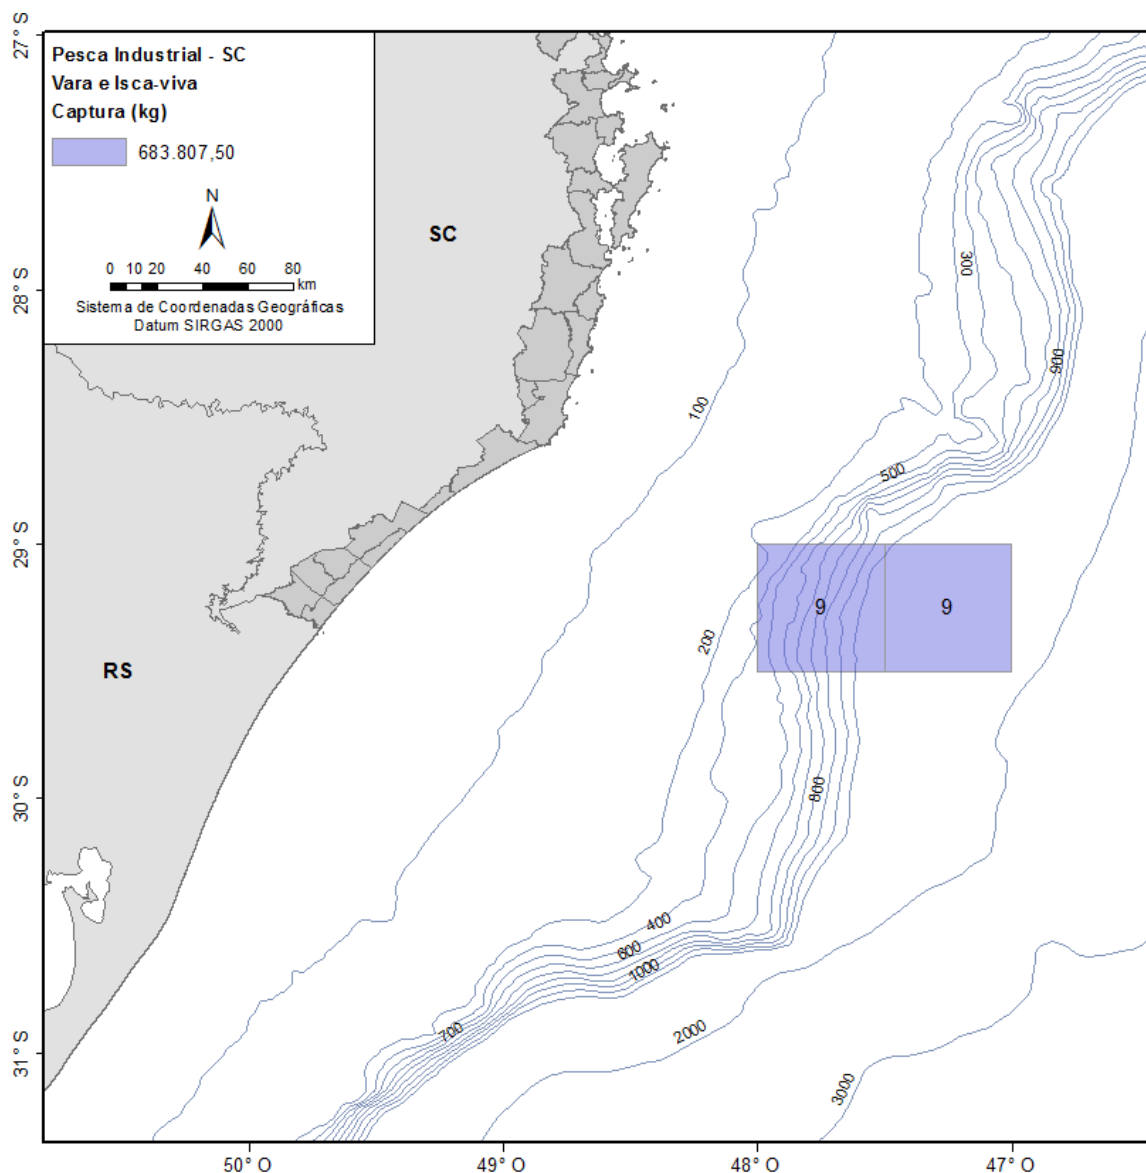 27° S
28° S
29° S
30° S
31° S
Pesca Industrial - SC
Vara e Isca-viva
Captura (kg)
683.807,50
N
0 10 20 40 60 80
km
Sistema de Coordenadas Geográficas
Datum SIRGAS 2000
SC
RS
300
900
100
500
200
9
9
800
400
600
1000
700
2000
3000
50° O
49° O
48° O
47° O